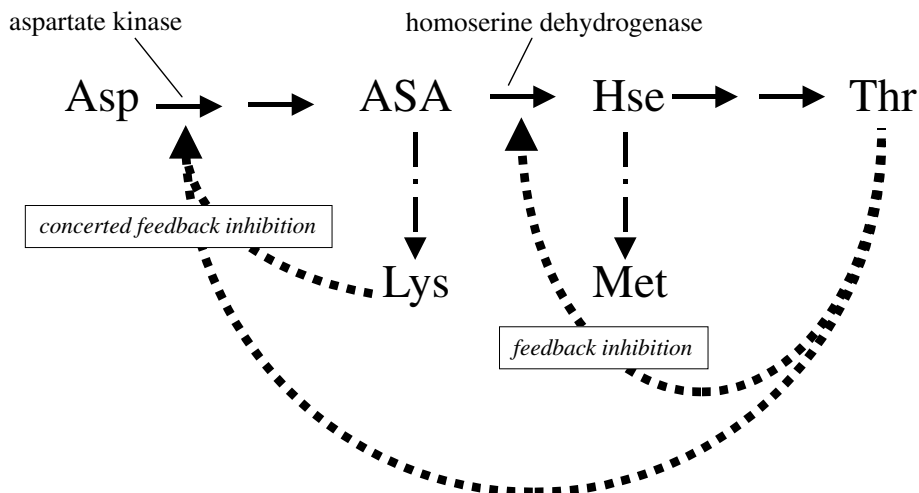 aspartate kinase
homoserine dehydrogenase
Asp
ASA
Hse
Thr
concerted feedback inhibition
Lys
Met
feedback inhibition